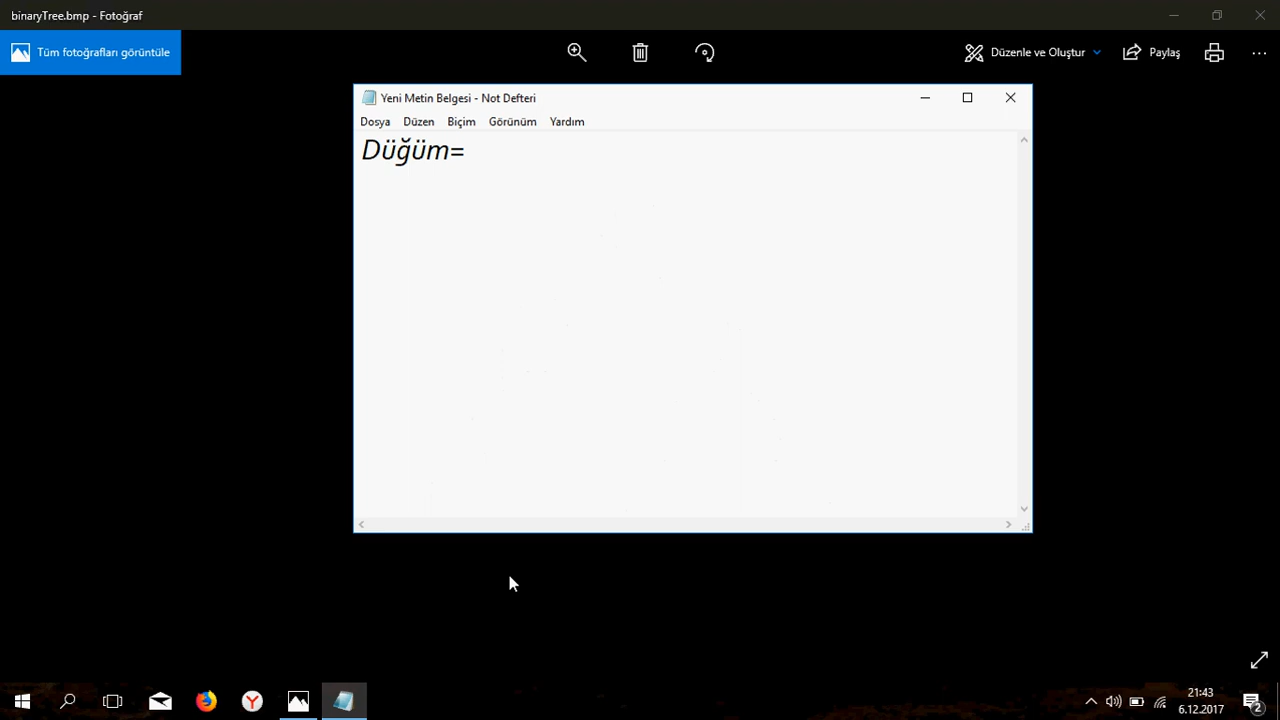 binaryTree.bmp - Fotoğraf
Tüm fotoğrafları görüntüle
Düzenle ve Oluştur
Paylaş
Yeni Metin Belgesi - Not Defteri
Dosya Düzen Biçim Görünüm Yardım
Düğüm=
21:43
6.12.2017
2